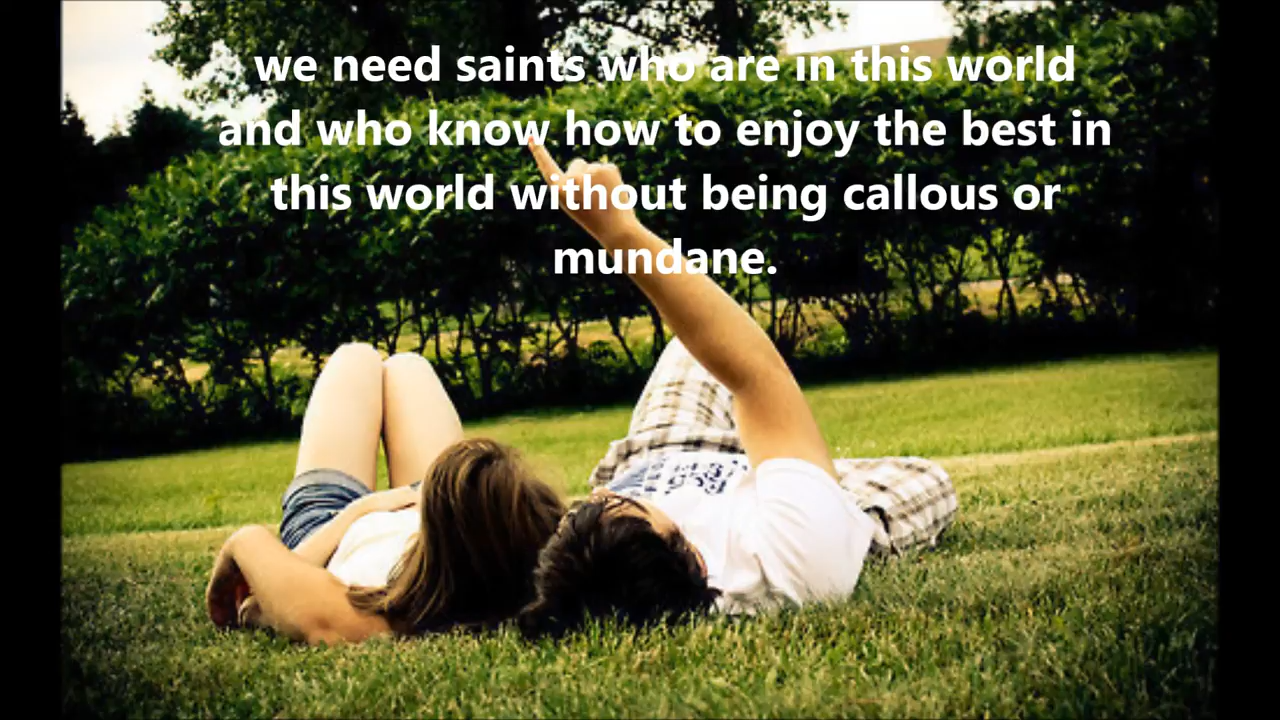 we need saints who are in this world
and who know how to enjoy the best in
this world without being callous or
mundane.